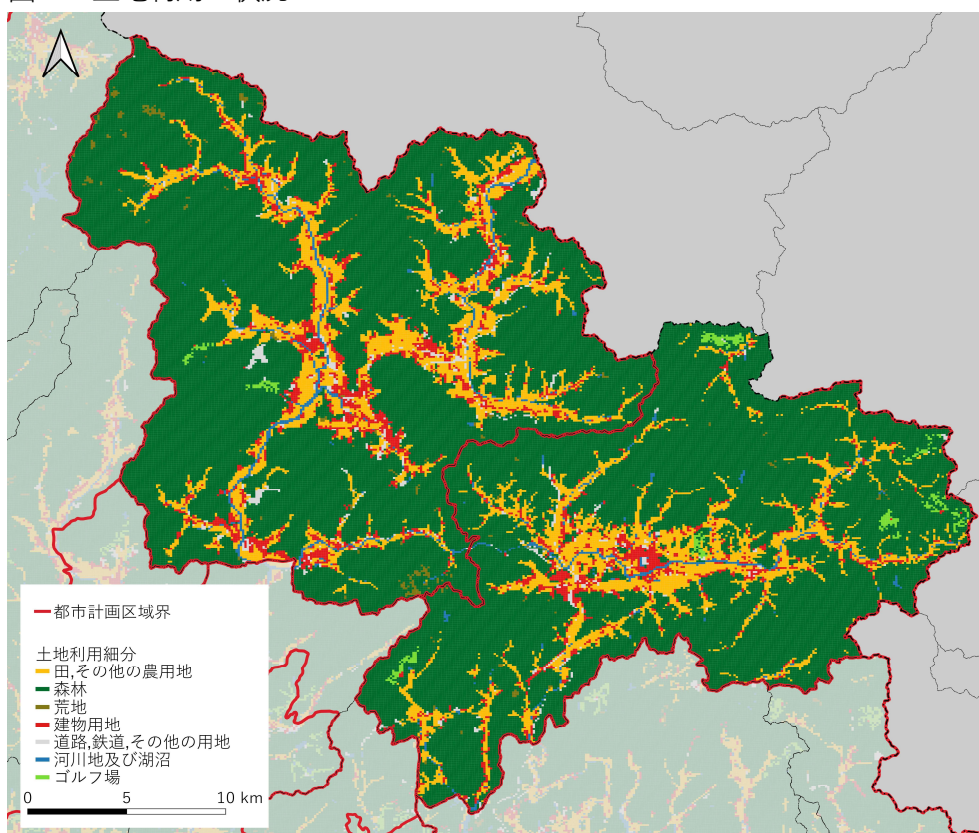 都市計画区域界
土地利用細分
田,その他の農用地
森林
荒地
建物用地
道路,鉄道,その他の用地
河川地及び湖沼
ゴルフ場
0 5 10 km